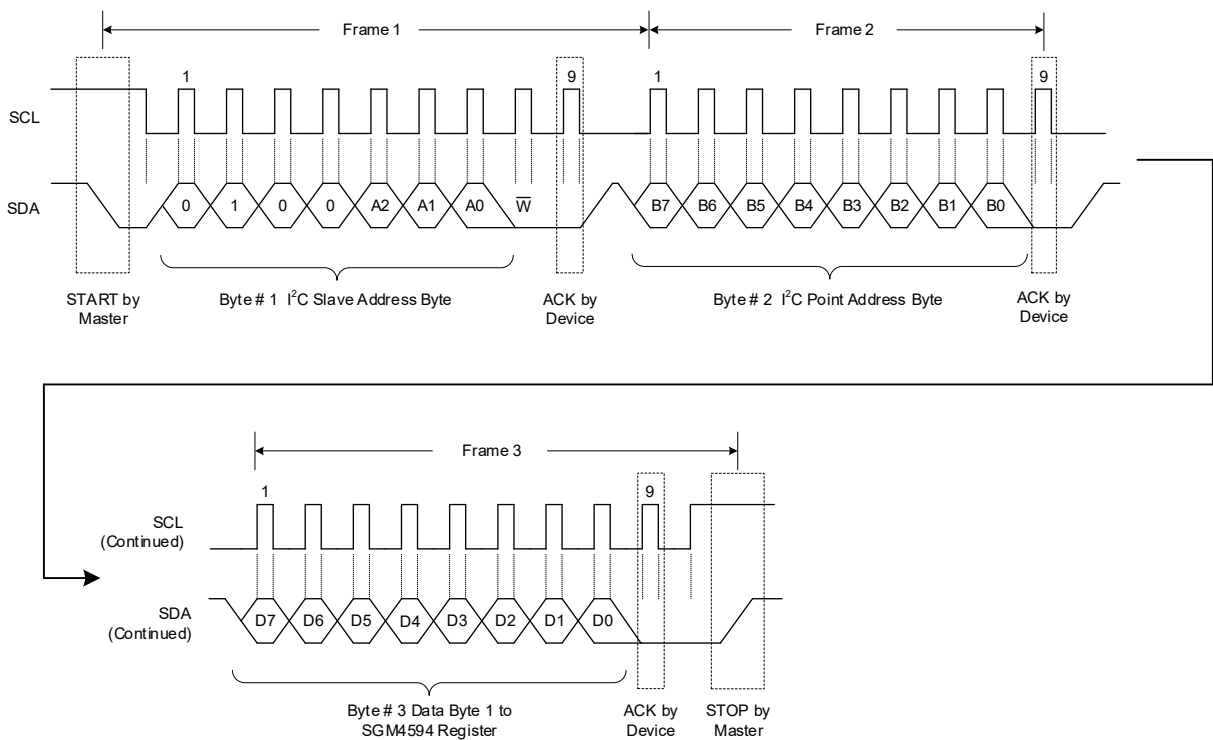 Frame 1
Frame 2
1
9
1
9
SCL
SDA
0
1
0
0
A2
A1
A0
W̅
B7
B6
B5
B4
B3
B2
B1
B0
START by
Master
Byte # 1 I²C Slave Address Byte
ACK by
Device
Byte # 2 I²C Point Address Byte
ACK by
Device
Frame 3
1
9
SCL
(Continued)
SDA
(Continued)
D7
D6
D5
D4
D3
D2
D1
D0
Byte # 3 Data Byte 1 to
SGM4594 Register
ACK by
Device
STOP by
Master